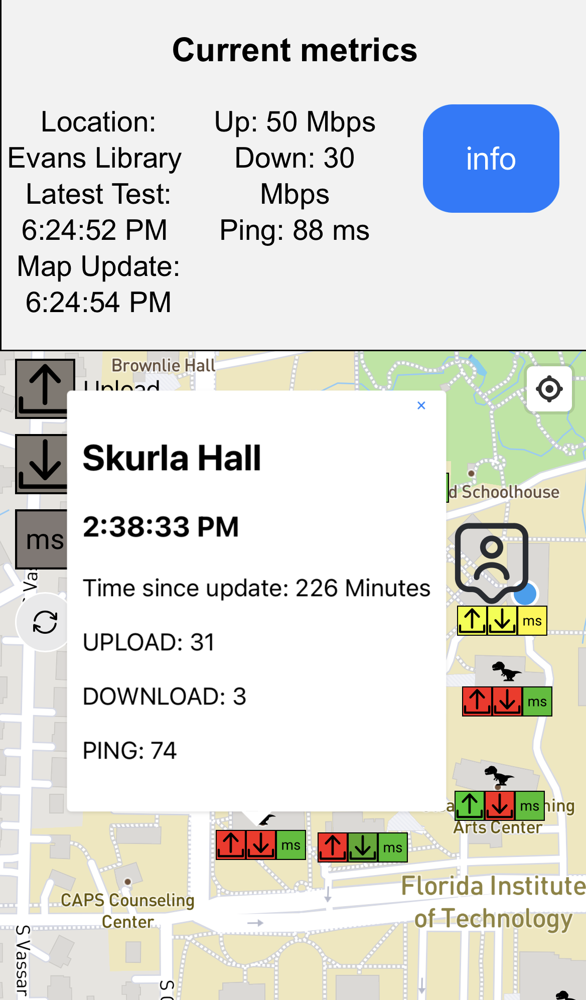 Current metrics
Location:
Evans Library
Latest Test:
6:24:52 PM
Map Update:
6:24:54 PM
Up: 50 Mbps
Down: 30
Mbps
Ping: 88 ms
info
Brownlie Hall
Upload
ms
Skurla Hall
2:38:33 PM
Time since update: 226 Minutes
UPLOAD: 31
DOWNLOAD: 3
PING: 74
d Schoolhouse
ms
ms
ms
ning
Arts Center
ms
ms
CAPS Counseling
Center
Florida Institute
of Technology
S Vassar